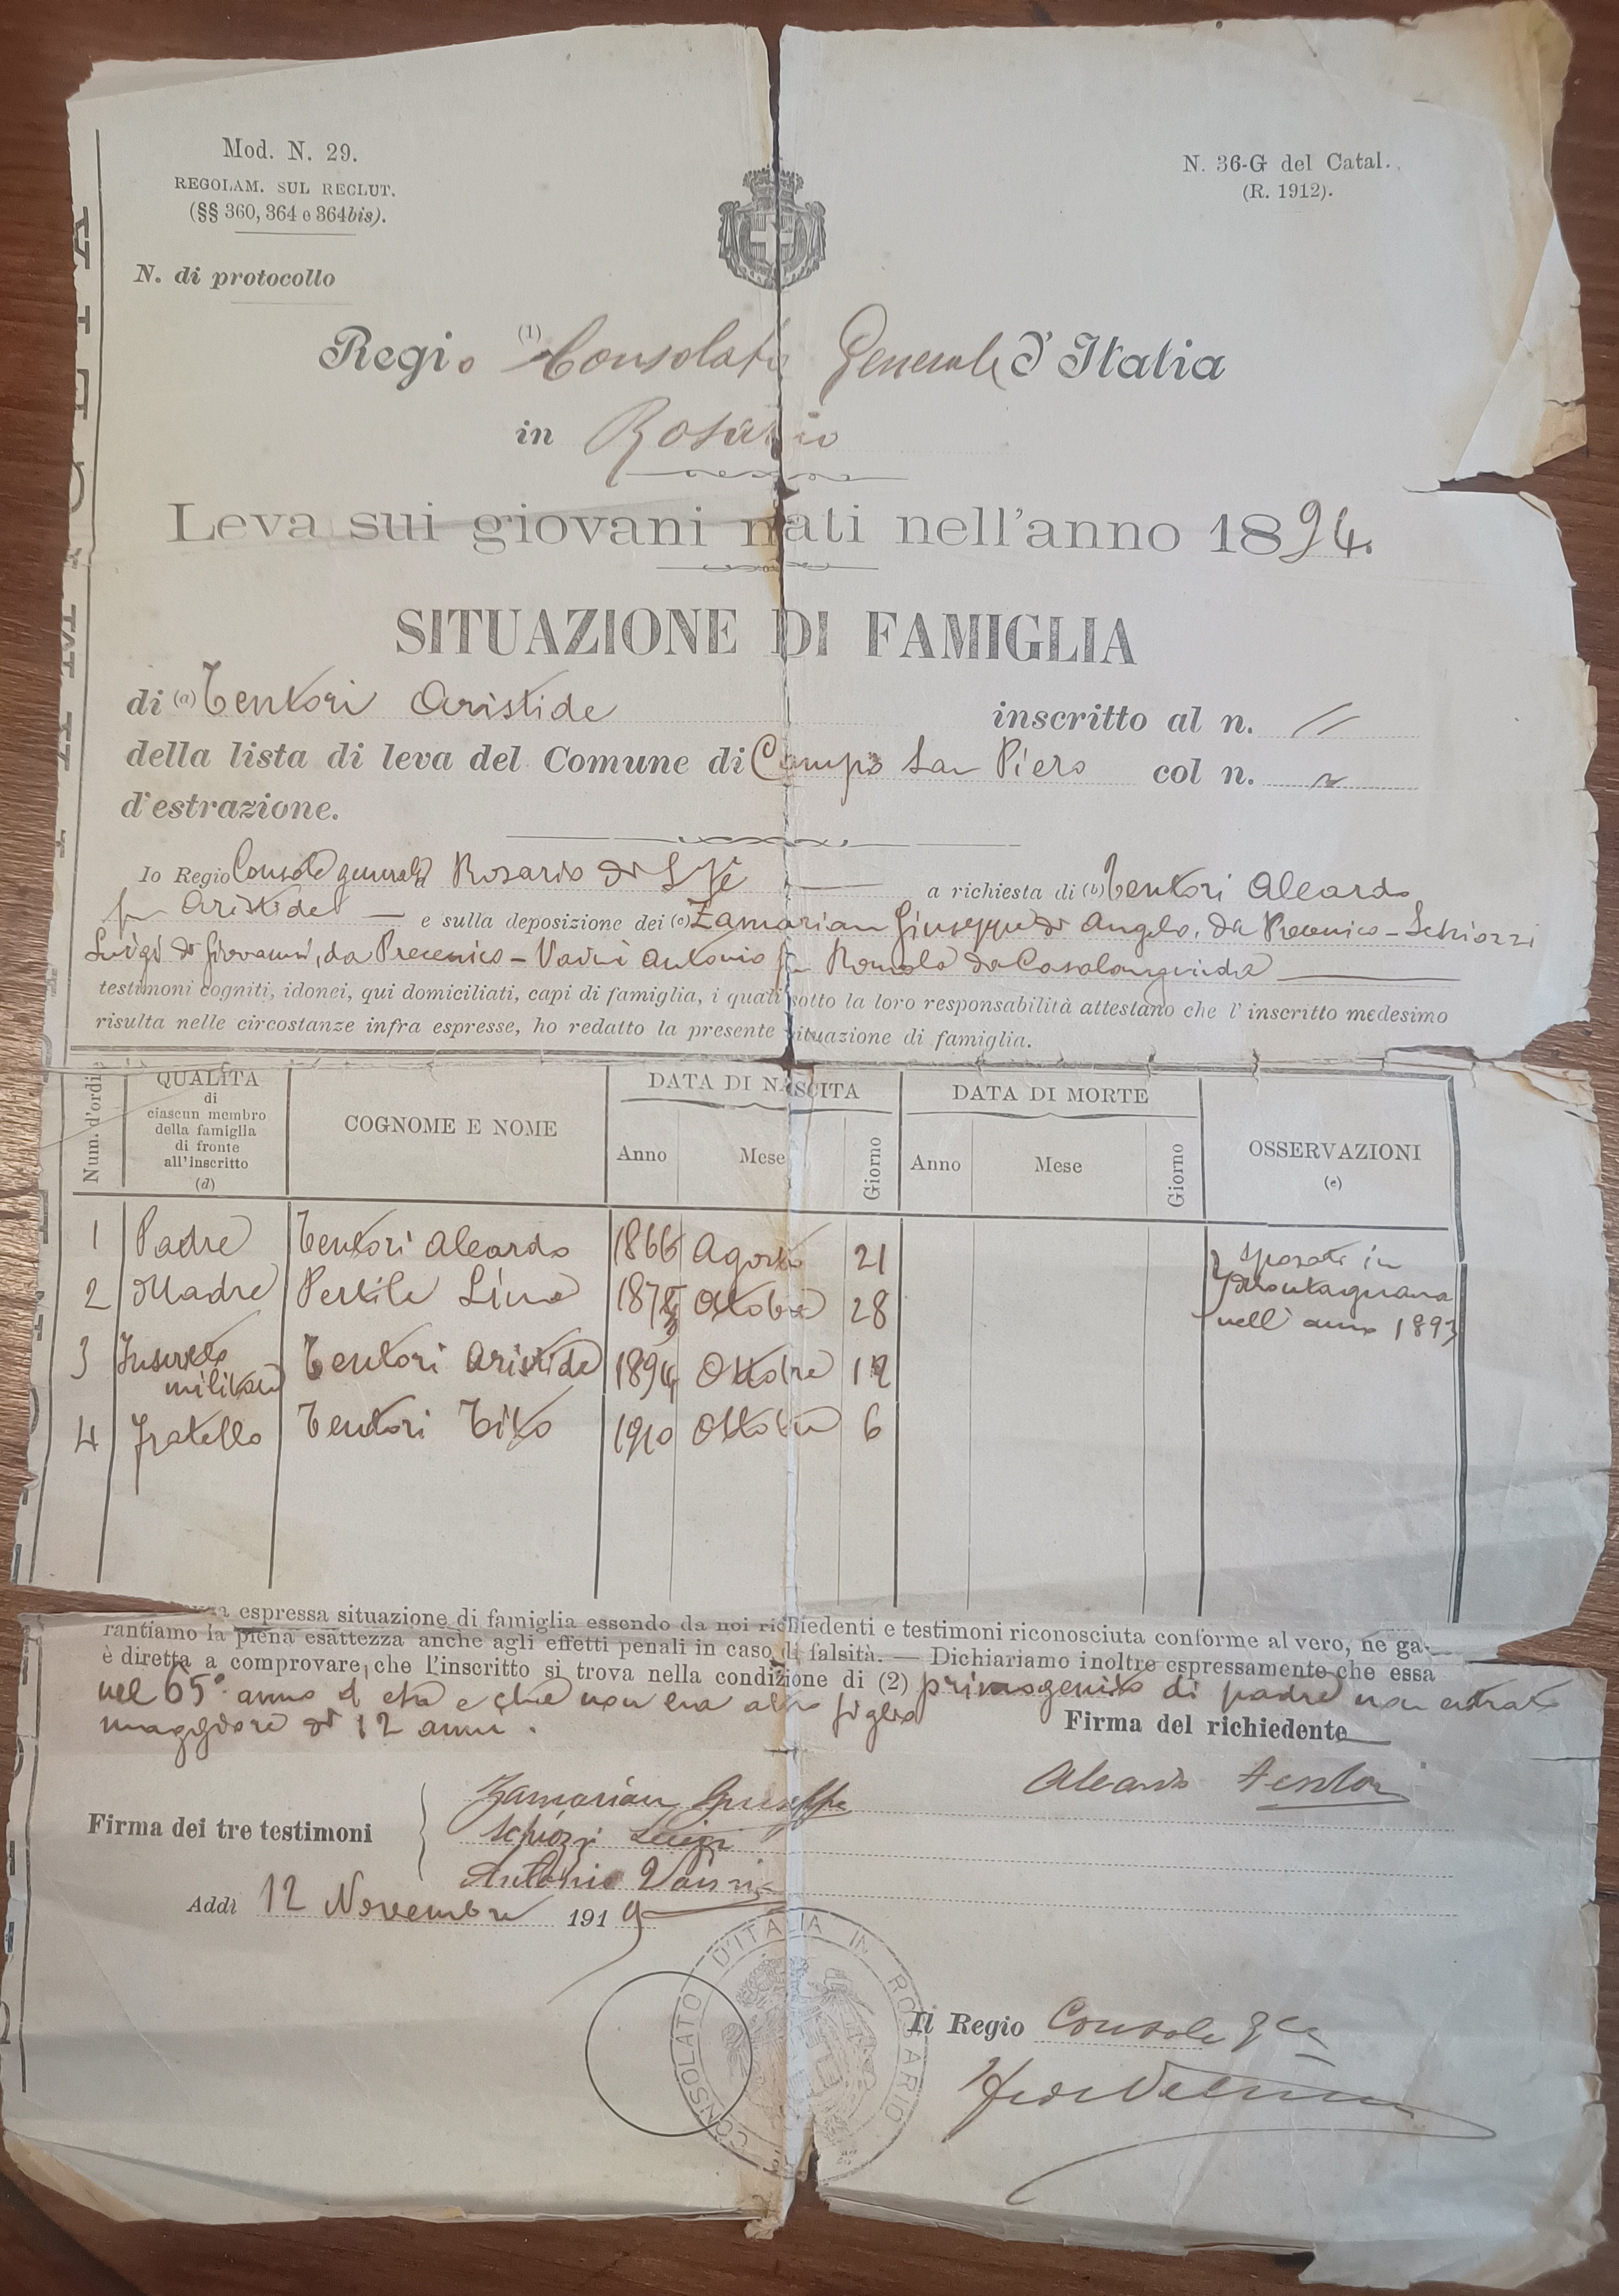 Mod. N. 29.
REGOLAM. SUL RECLUT.
(§§ 360, 364 e 364bis).
N. di protocollo
N. 36-G del Catal.
(R. 1912).
Regio (1) Consolato Generale d'Italia
in Rosario
Leva sui giovani nati nell'anno 1894.
SITUAZIONE DI FAMIGLIA
di (a) Tentori Aristide inscritto al n. //
della lista di leva del Comune di Campo San Piero col n.
d'estrazione.
Io Regio Console generale Rosario di S. Fé — a richiesta di (b) Tentori Aleardo
fu Aristide — e sulla deposizione dei (c) Zamarian Giuseppe di Angelo, da Precenico - Schiozzi
Luigi di Giovanni, da Precenico - Vaini Antonio fu Romolo da
testimoni cogniti, idonei, qui domiciliati, capi di famiglia, i quali sotto la loro responsabilità attestano che l'inscritto medesimo
risulta nelle circostanze infra espresse, ho redatto la presente situazione di famiglia.
Num. d'ordine
QUALITÀ
di
ciascun membro
della famiglia
di fronte
all'inscritto
(d)
COGNOME E NOME
DATA DI NASCITA
Anno Mese Giorno
DATA DI MORTE
Anno Mese Giorno
OSSERVAZIONI
(e)
1 Padre Tentori Aleardo 1866 Agosto 21
2 Madre Pertile Lina Ottobre 28
3 Inscritto militare Tentori Aristide 1894 Ottobre
4 Fratello Tentori Tito 1910 Ottobre 6
Sposati in
Montagnana
nell'anno 1893
espressa situazione di famiglia essendo da noi richiedenti e testimoni riconosciuta conforme al vero, ne ga-
rantiamo la piena esattezza anche agli effetti penali in caso di falsità. — Dichiariamo inoltre espressamente che essa
è diretta a comprovare, che l'inscritto si trova nella condizione di (2) primogenito di padre non entrato
nel 65° anno d'età e che non ha altro figlio
maggiore di 12 anni.
Firma del richiedente
Aleardo Tentori
Firma dei tre testimoni
Zamarian Giuseppe
Schiozzi Luigi
Antonio Vaini
Addì 12 Novembre 1919
CONSOLATO D'ITALIA IN ROSARIO
Il Regio Console gle